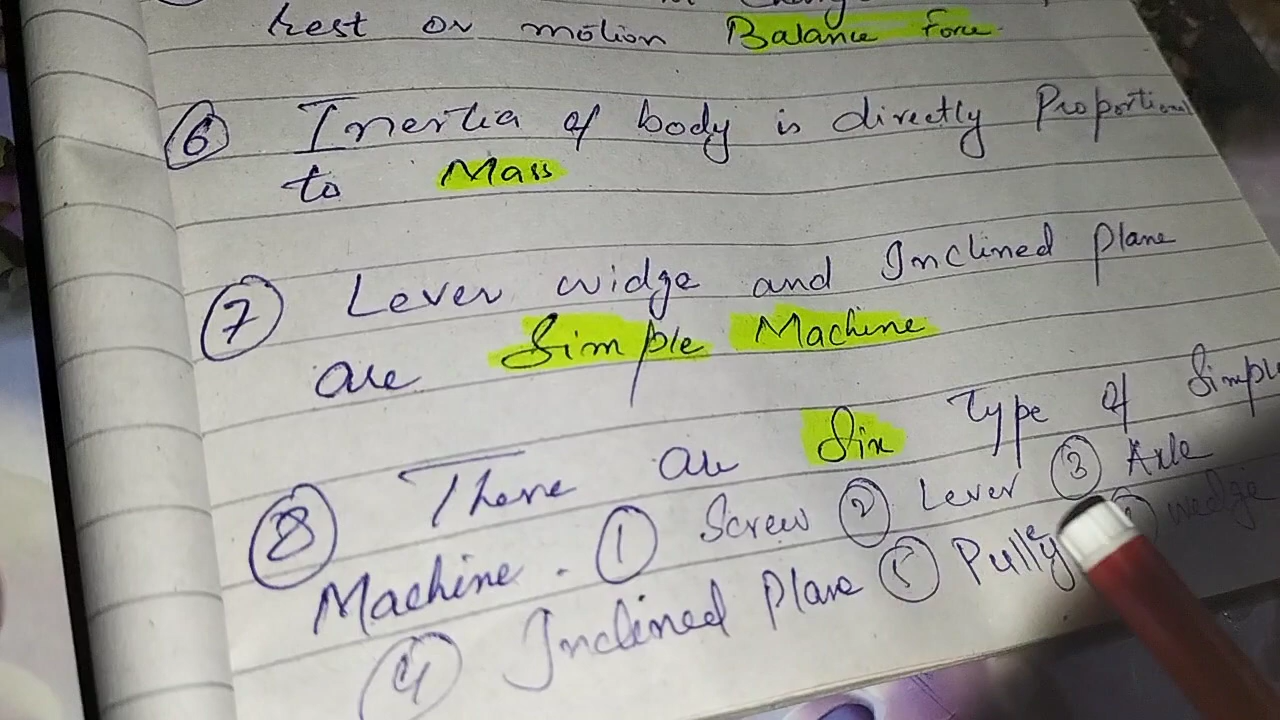 rest or motion Balance force
⑥ Inertia of body is directly Proportional
to Mass
⑦ Lever widge and Inclined plane
are Simple Machine
⑧ There are Six Type of Simple
Machine. ① Screw ② Lever ③ Axle
④ Inclined Plane ⑤ Pully ⑥ wedge